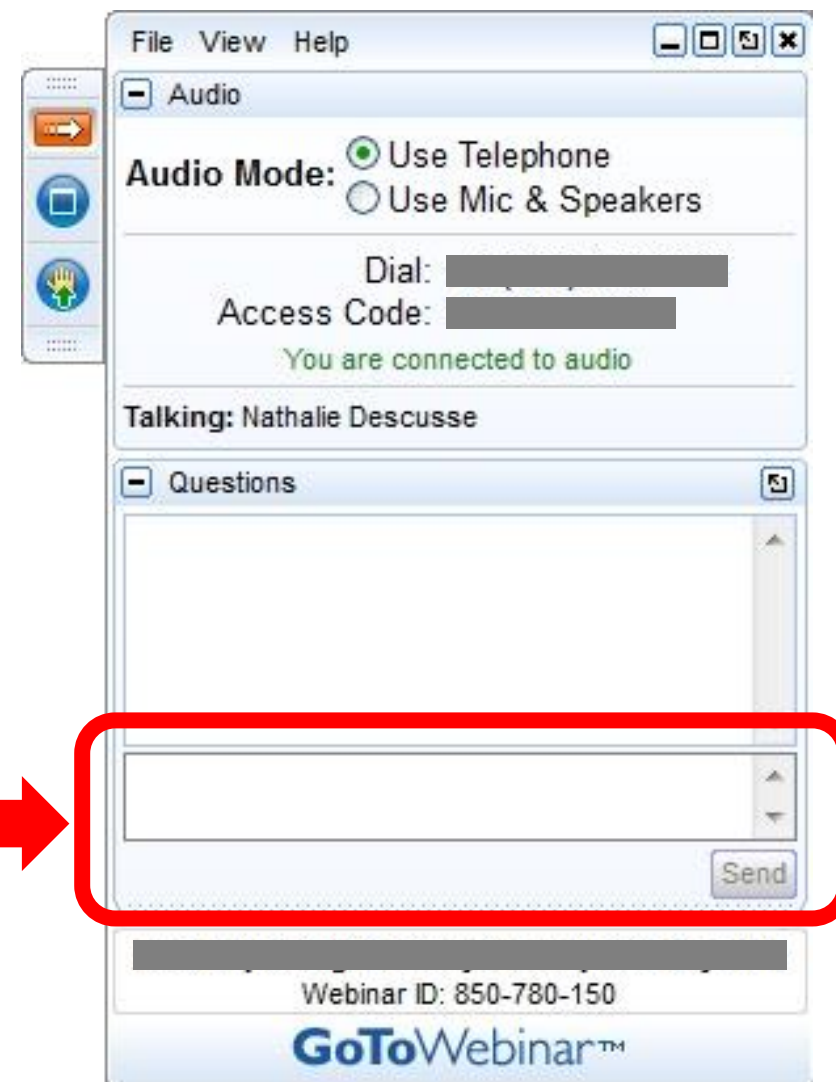 File View Help
Audio
Audio Mode: Use Telephone
Use Mic & Speakers
Dial:
Access Code:
You are connected to audio
Talking: Nathalie Descusse
Questions
Send
Webinar ID: 850-780-150
GoToWebinar™